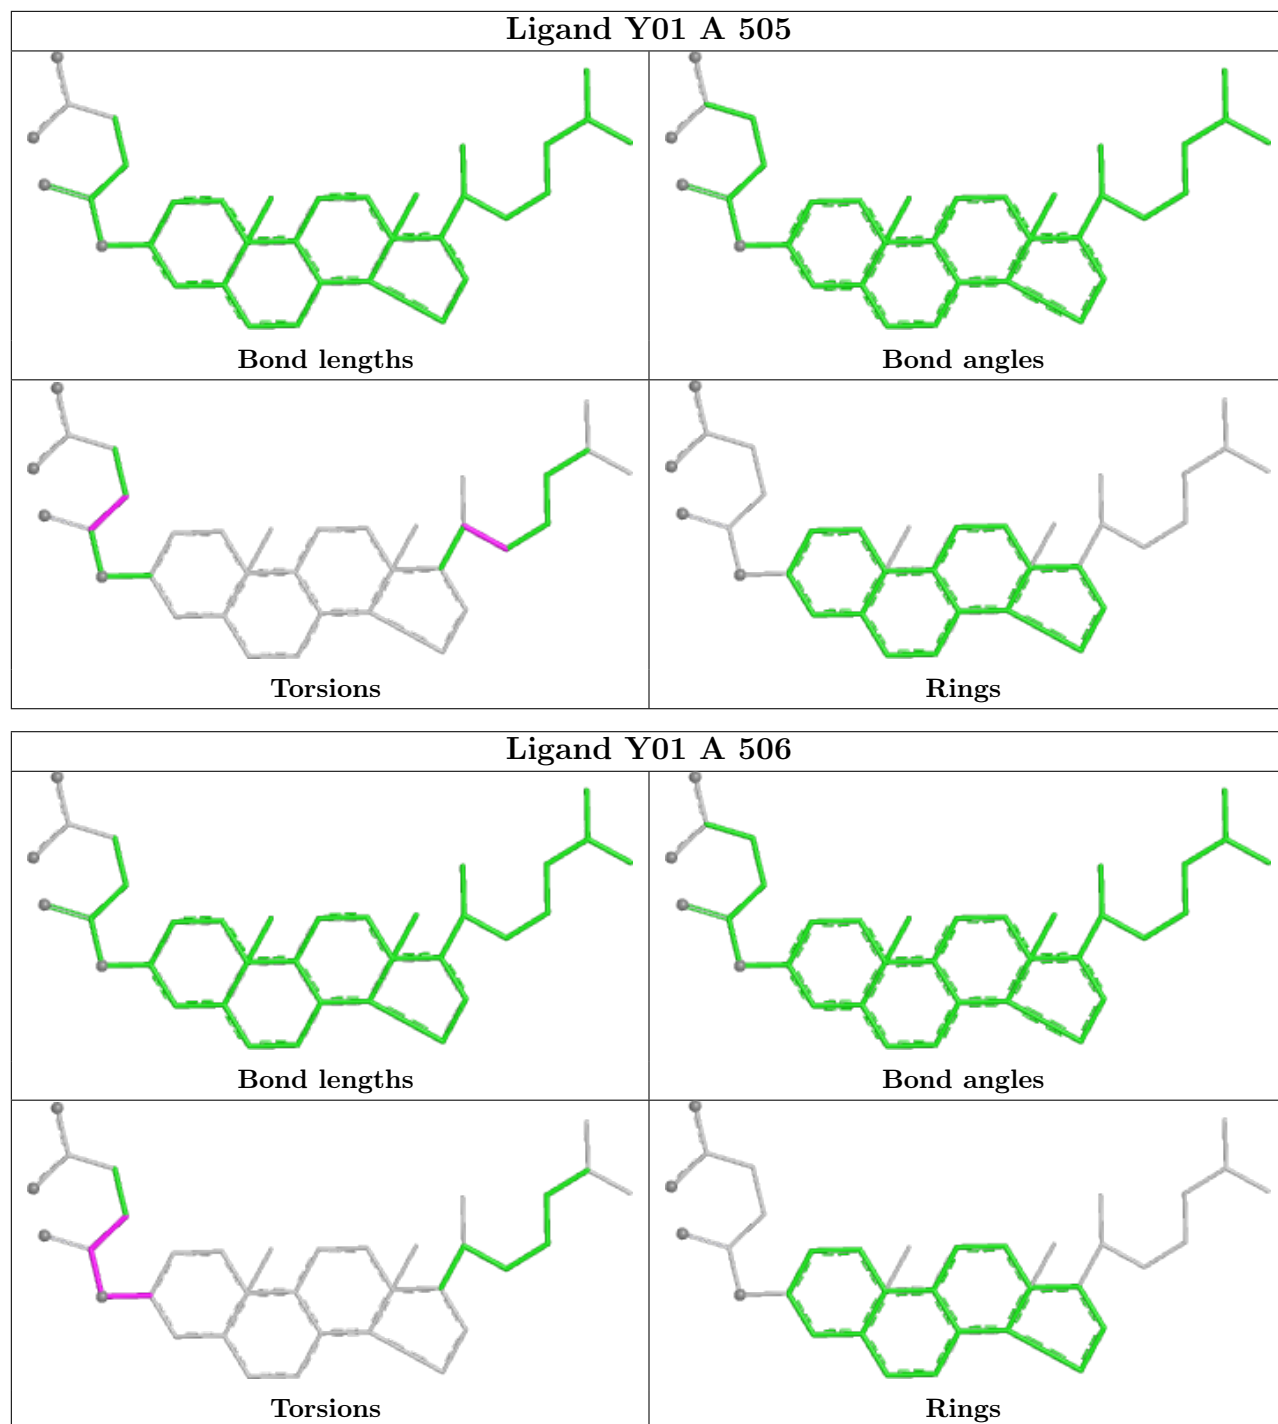 Ligand Y01 A 505
Bond lengths
Bond angles
Torsions
Rings
Ligand Y01 A 506
Bond lengths
Bond angles
Torsions
Rings